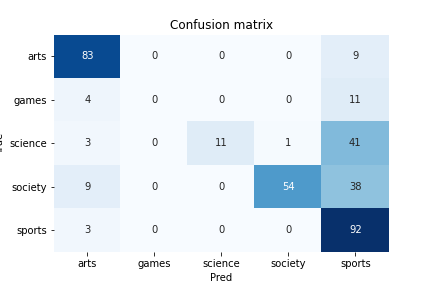 Confusion matrix
arts 83 0 0 0 9
games 4 0 0 0 11
science 3 0 11 1 41
society 9 0 0 54 38
sports 3 0 0 0 92
arts games science society sports
Pred